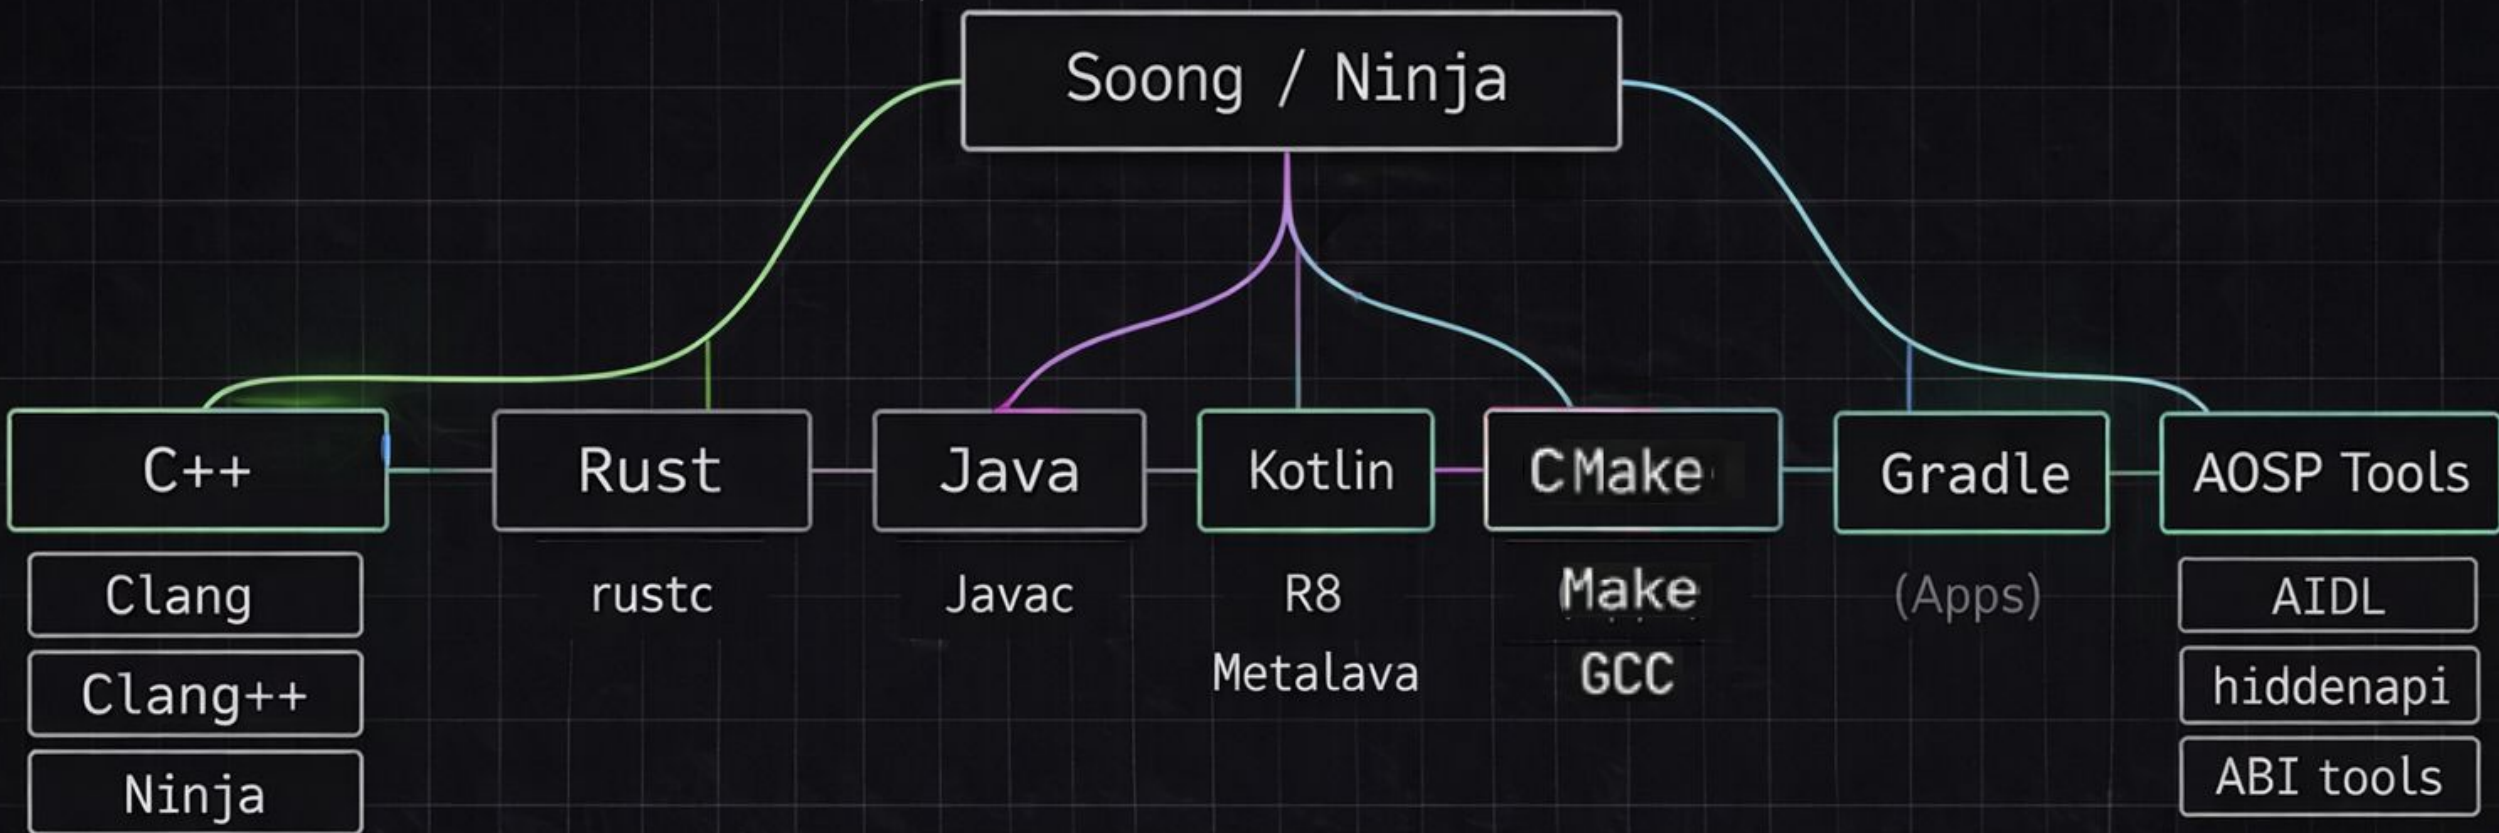 Soong / Ninja
C++
Rust
Java
Kotlin
CMake
Gradle
AOSP Tools
Clang
rustc
Javac
R8
Make
(Apps)
AIDL
Clang++
Metalava
GCC
hiddenapi
Ninja
ABI tools